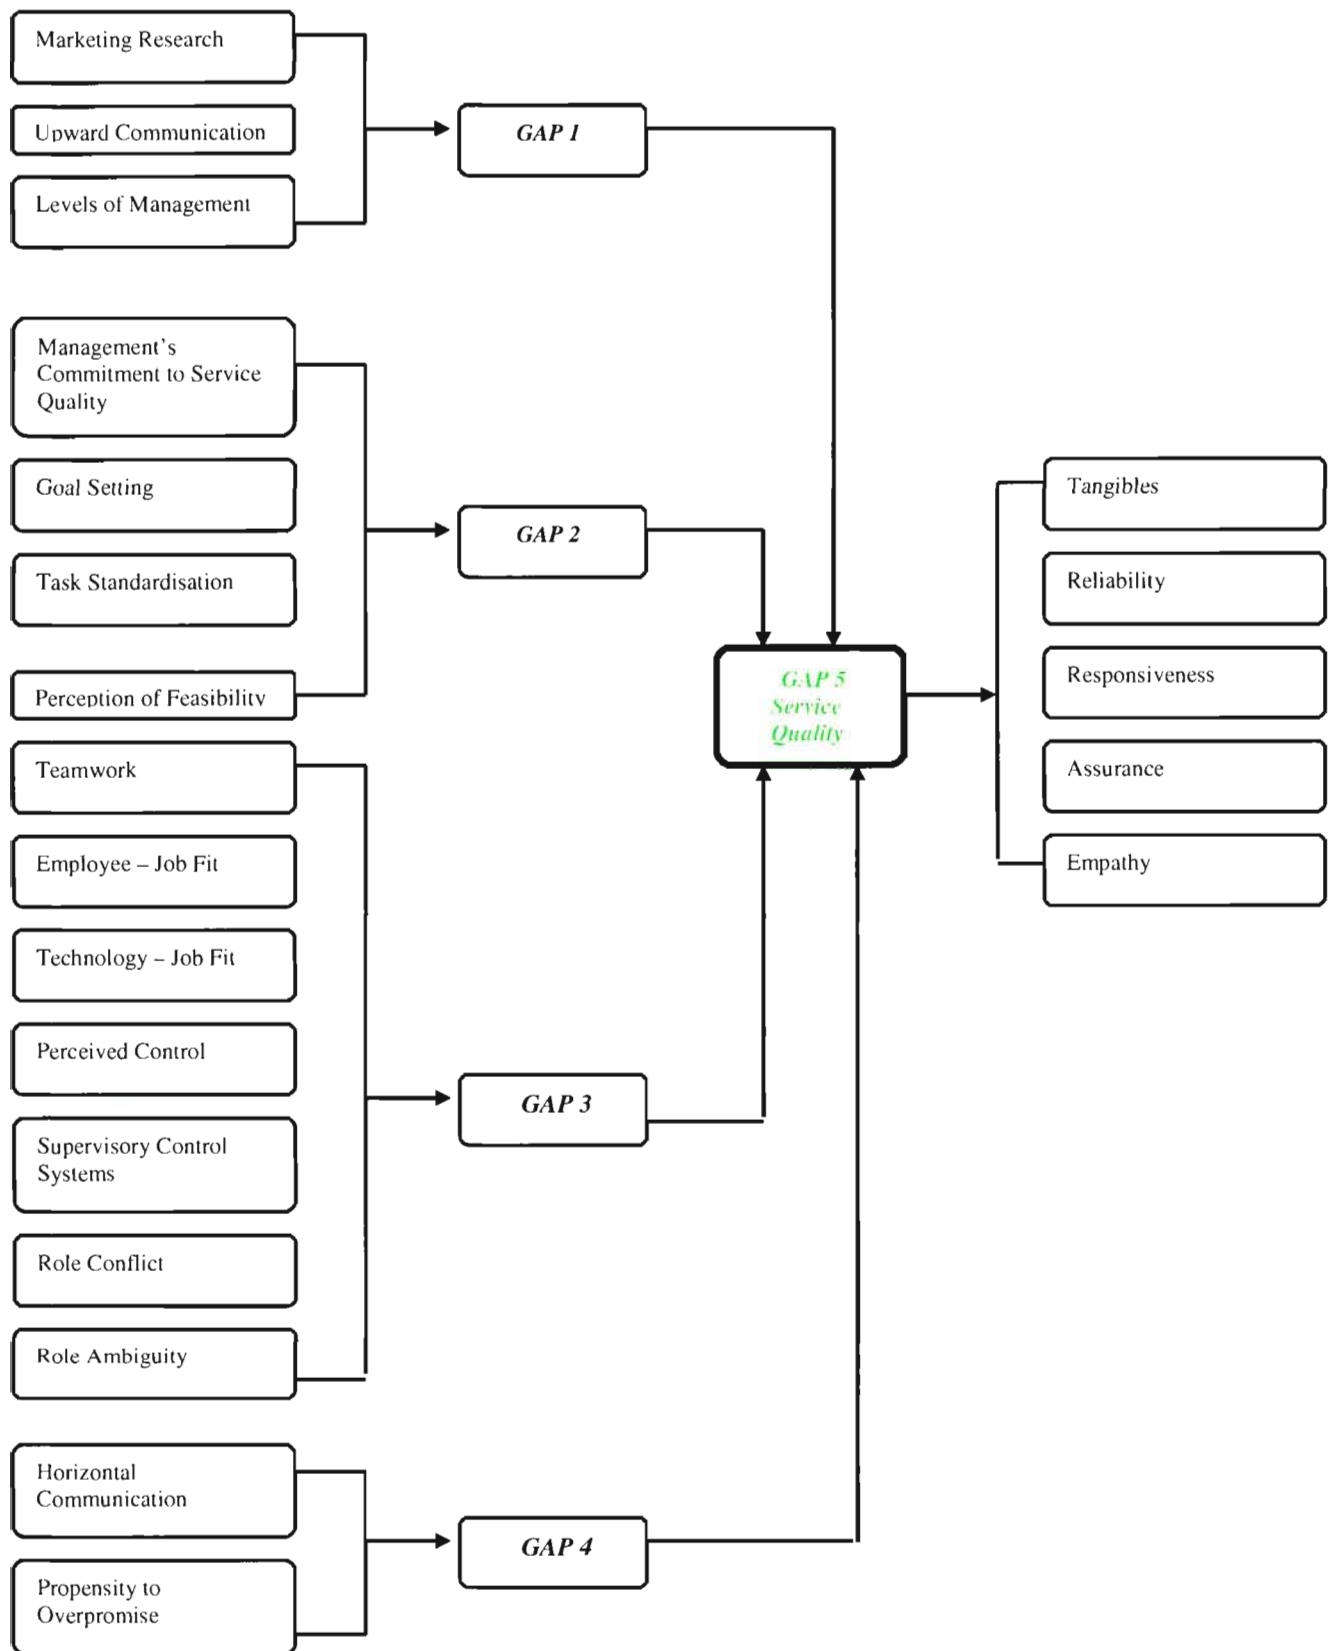 Marketing Research
Upward Communication
Levels of Management
GAP 1
Management's
Commitment to Service
Quality
Goal Setting
Task Standardisation
Perception of Feasibility
GAP 2
Teamwork
Employee – Job Fit
Technology – Job Fit
Perceived Control
Supervisory Control
Systems
Role Conflict
Role Ambiguity
GAP 3
Horizontal
Communication
Propensity to
Overpromise
GAP 4
GAP 5
Service
Quality
Tangibles
Reliability
Responsiveness
Assurance
Empathy